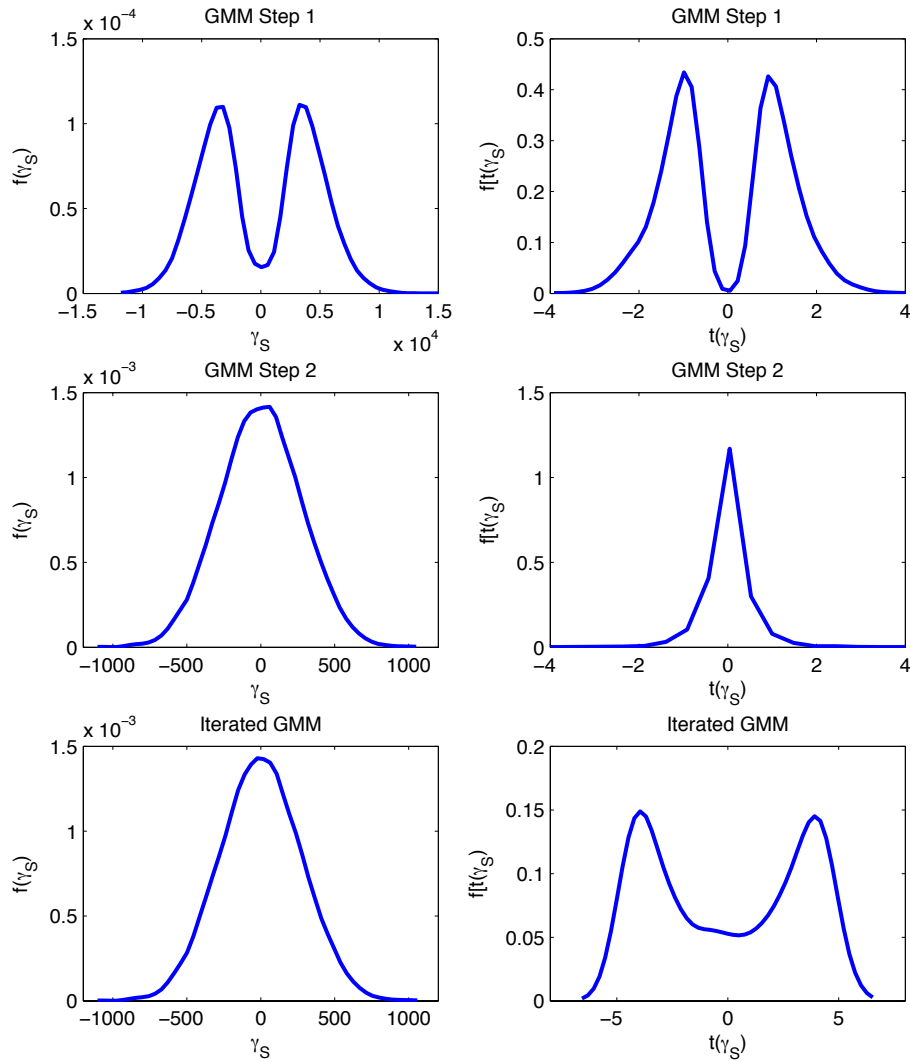 GMM Step 1
x 10⁻⁴
1.5
1
0.5
0
f(γS)
−1.5 −1 −0.5 0 0.5 1 1.5
γS
x 10⁴
GMM Step 1
0.5
0.4
0.3
0.2
0.1
0
f[t(γS)
−4 −2 0 2 4
t(γS)
GMM Step 2
x 10⁻³
1.5
1
0.5
0
f(γS)
−1000 −500 0 500 1000
γS
GMM Step 2
1.5
1
0.5
0
f[t(γS)
−4 −2 0 2 4
t(γS)
Iterated GMM
x 10⁻³
1.5
1
0.5
0
f(γS)
−1000 −500 0 500 1000
γS
Iterated GMM
0.2
0.15
0.1
0.05
0
f[t(γS)
−5 0 5
t(γS)